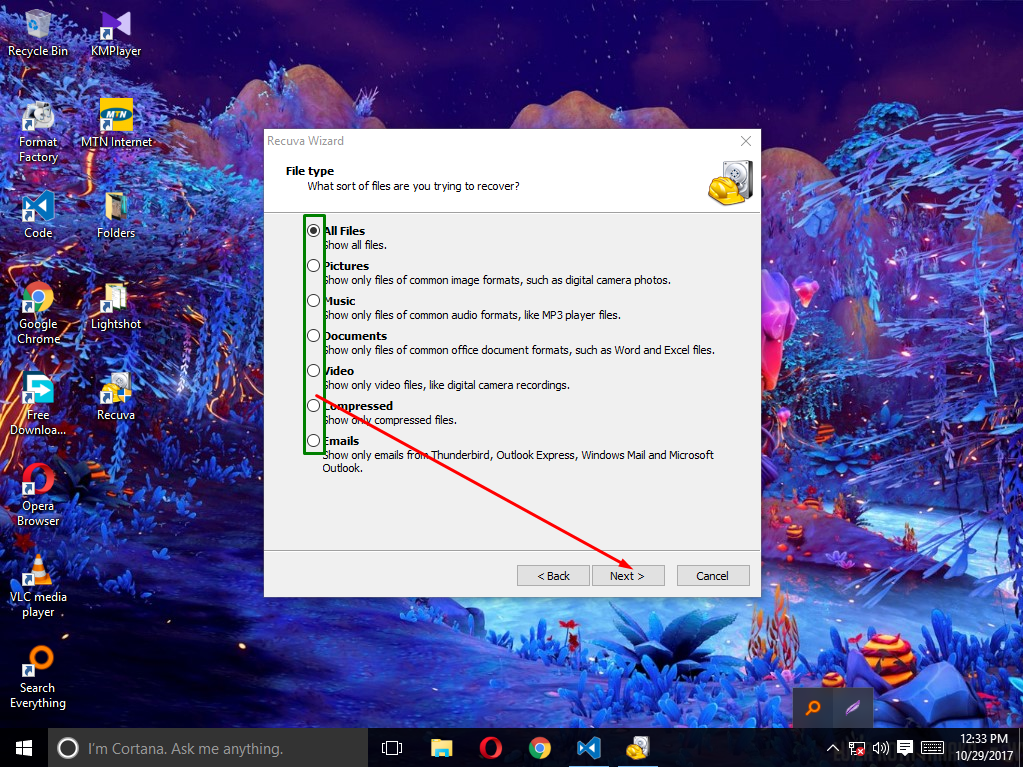 Recycle Bin
KMPlayer
Format
Factory
MTN
MTN Internet
Code
Folders
Google
Chrome
Lightshot
Free
Downloa...
Recuva
Opera
Browser
VLC media
player
Search
Everything
Recuva Wizard
File type
What sort of files are you trying to recover?
All Files
Show all files.
Pictures
Show only files of common image formats, such as digital camera photos.
Music
Show only files of common audio formats, like MP3 player files.
Documents
Show only files of common office document formats, such as Word and Excel files.
Video
Show only video files, like digital camera recordings.
Compressed
Show only compressed files.
Emails
Show only emails from Thunderbird, Outlook Express, Windows Mail and Microsoft
Outlook.
< Back
Next >
Cancel
I'm Cortana. Ask me anything.
12:33 PM
10/29/2017